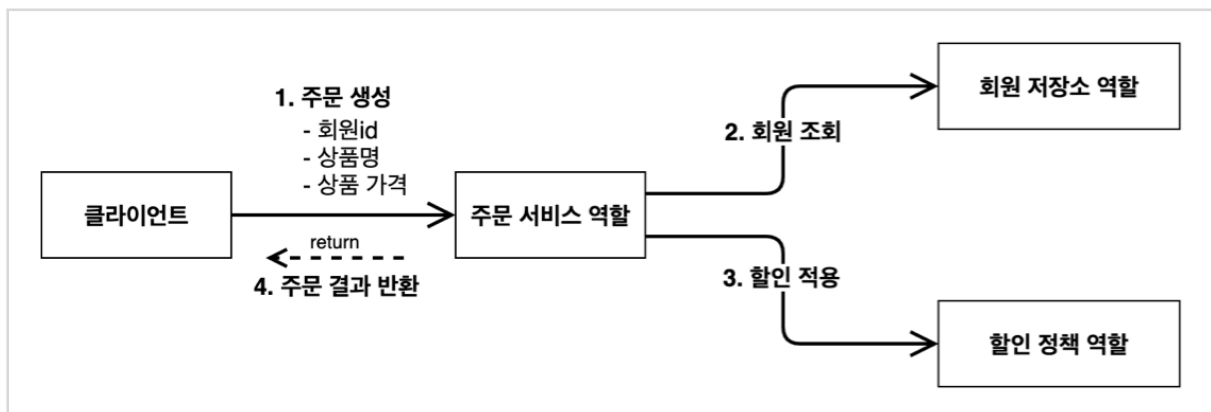 회원 저장소 역할
1. 주문 생성
- 회원id
- 상품명
- 상품 가격
2. 회원 조회
클라이언트
주문 서비스 역할
return
4. 주문 결과 반환
3. 할인 적용
할인 정책 역할